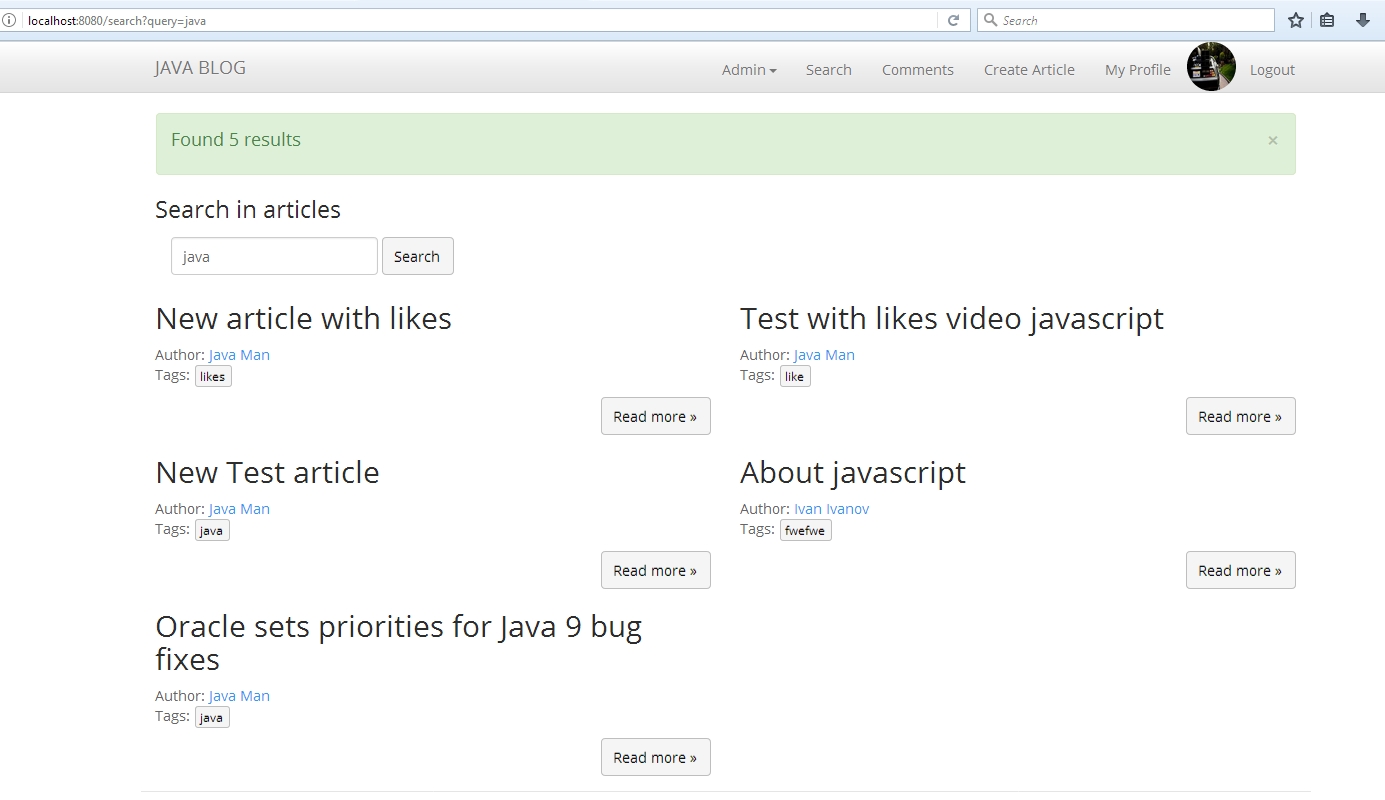 localhost:8080/search?query=java
Search
JAVA BLOG
Admin
Search
Comments
Create Article
My Profile
Logout
Found 5 results
×
Search in articles
java
Search
New article with likes
Author: Java Man
Tags: likes
Read more »
Test with likes video javascript
Author: Java Man
Tags: like
Read more »
New Test article
Author: Java Man
Tags: java
Read more »
About javascript
Author: Ivan Ivanov
Tags: fwefwe
Read more »
Oracle sets priorities for Java 9 bug
fixes
Author: Java Man
Tags: java
Read more »